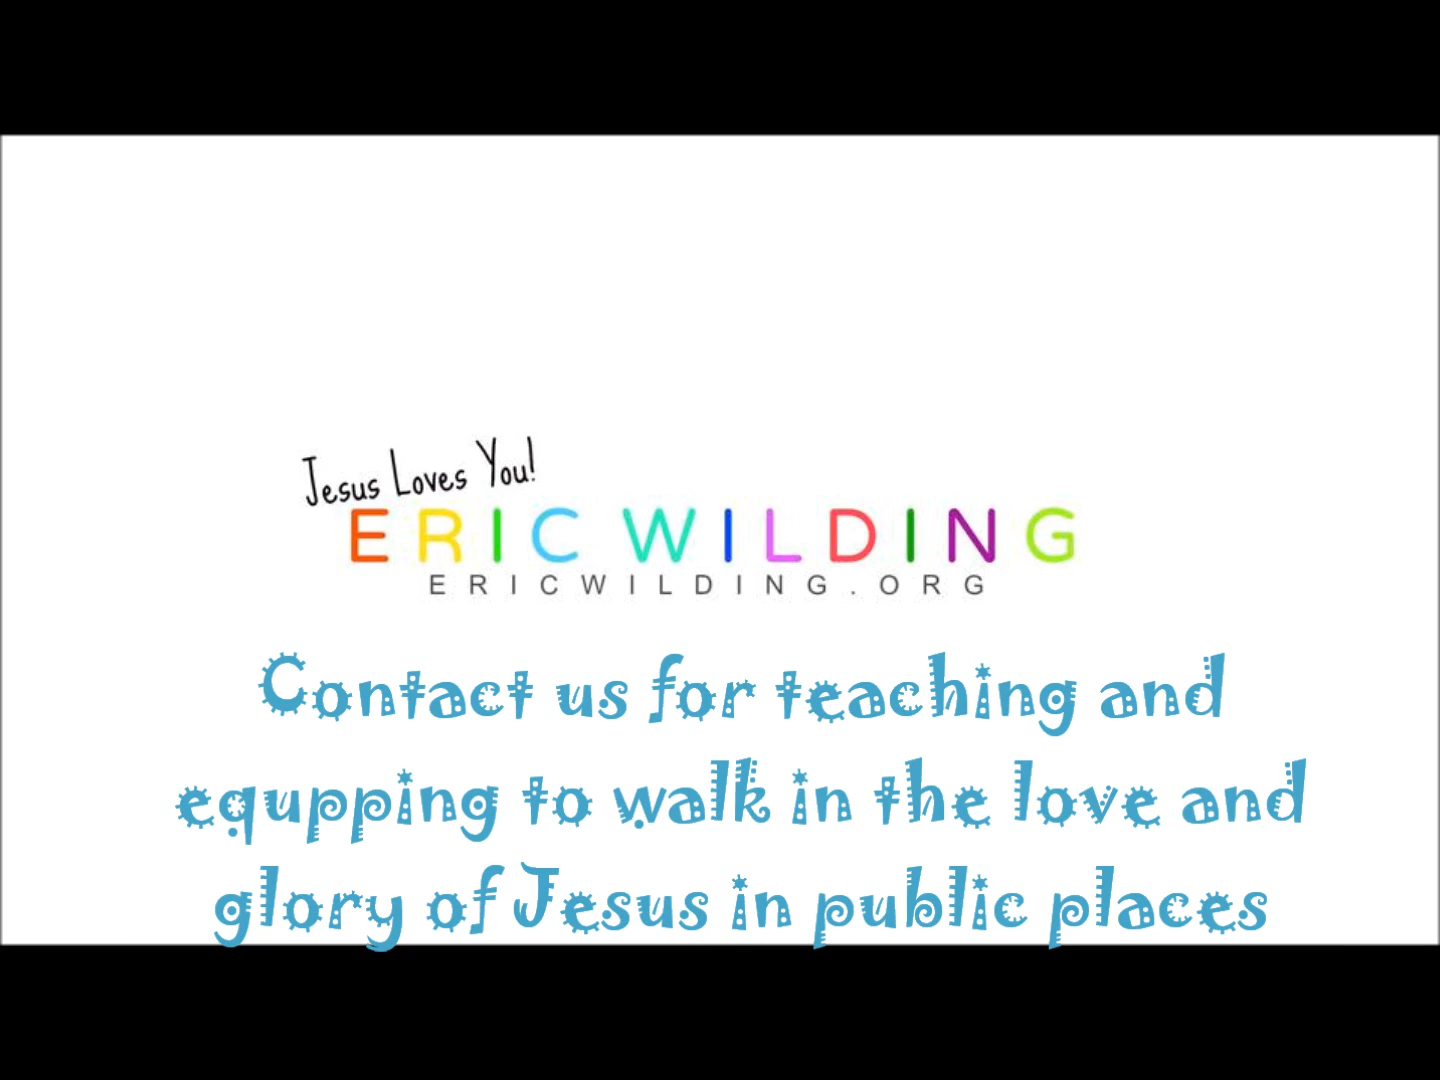 Jesus Loves You!
ERIC WILDING
ERICWILDING.ORG
Contact us for teaching and
equpping to walk in the love and
glory of Jesus in public places